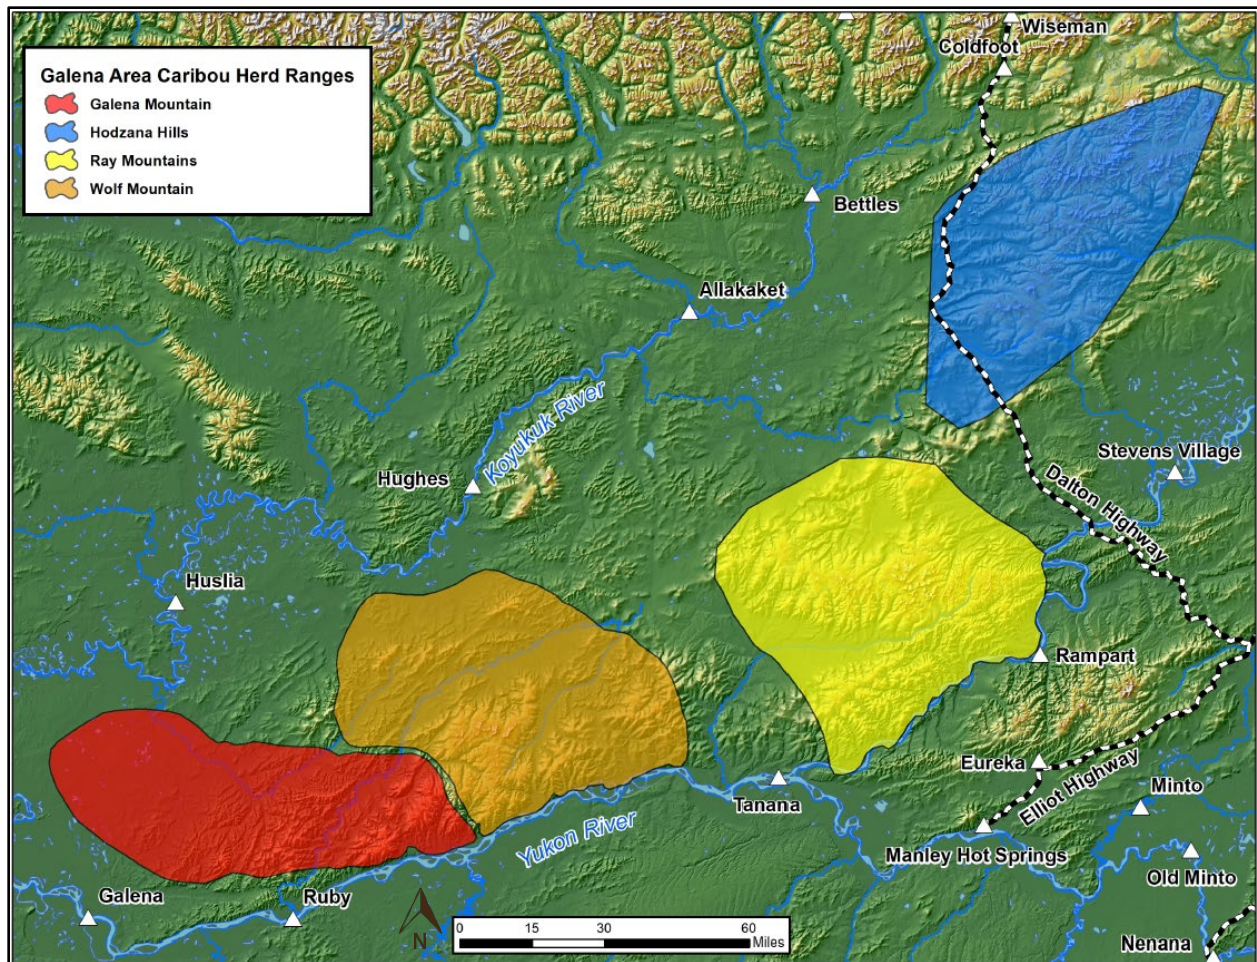 Galena Area Caribou Herd Ranges
Galena Mountain
Hodzana Hills
Ray Mountains
Wolf Mountain
Wiseman
Coldfoot
Bettles
Allakaket
Koyukuk River
Hughes
Stevens Village
Dalton Highway
Huslia
Rampart
Eureka
Elliot Highway
Minto
Tanana
Yukon River
Manley Hot Springs
Old Minto
Galena
Ruby
N
0 15 30 60
Miles
Nenana